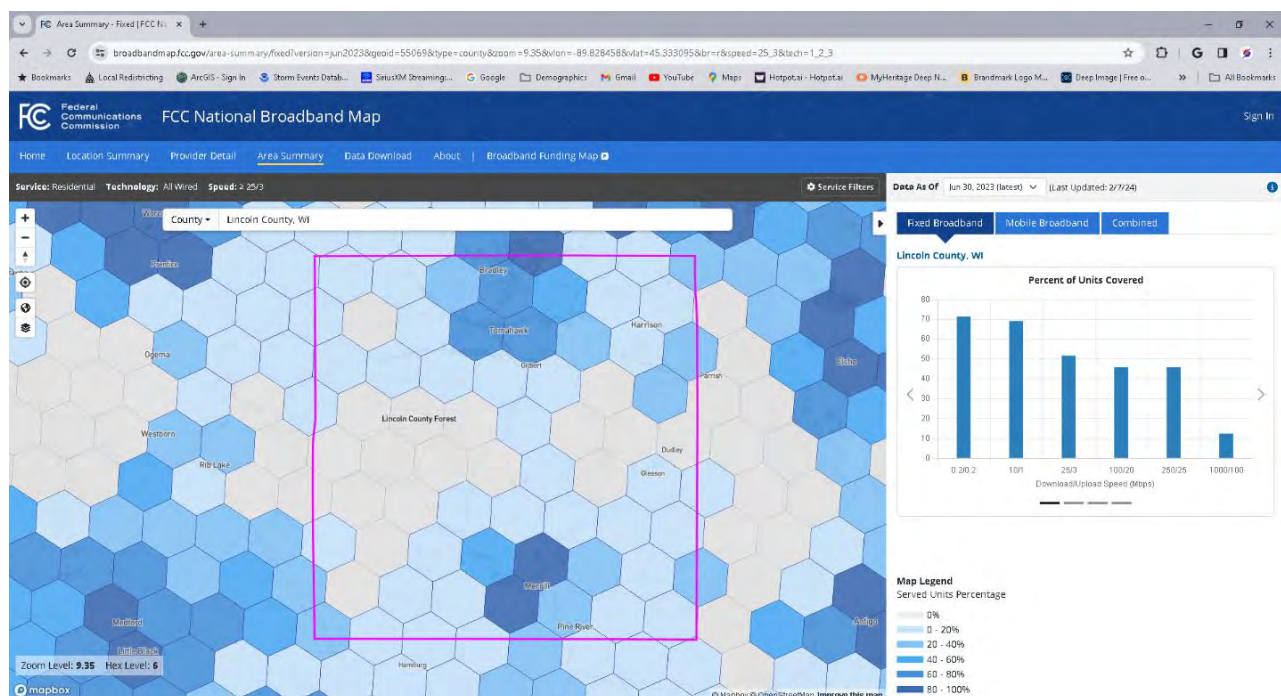 Area Summary - Fixed | FCC Na
broadbandmap.fcc.gov/area-summary/fixed?version=jun2023&geoid=55069&type=county&zoom=9.35&vlon=-89.828458&vlat=45.333095&br=r&speed=25_3&tech=1_2_3
Bookmarks Local Redistricting ArcGIS - Sign In Storm Events Datab... SiriusXM Streaming:... Google Demographics Gmail YouTube Maps Hotpot.ai - Hotpot.ai MyHeritage Deep N... Brandmark Logo M... Deep Image | Free o... » All Bookmarks
FCC Federal Communications Commission FCC National Broadband Map Sign In
Home Location Summary Provider Detail Area Summary Data Download About | Broadband Funding Map
Service: Residential Technology: All Wired Speed: ≥ 25/3 Service Filters Data As Of Jun 30, 2023 (latest) (Last Updated: 2/7/24)
County Lincoln County, WI
Fixed Broadband Mobile Broadband Combined
Lincoln County, WI
Percent of Units Covered
80
70
60
50
40
30
20
10
0
0.2/0.2 10/1 25/3 100/20 250/25 1000/100
Download/Upload Speed (Mbps)
Prentice
Bradley
Tomahawk
Harrison
Ogema
Gilbert
Parrish
Elcho
Lincoln County Forest
Westboro
Rib Lake
Dudley
Gleason
Merrill
Medford
Pine River
Antigo
Little Black
Hamburg
Map Legend
Served Units Percentage
0%
0 - 20%
20 - 40%
40 - 60%
60 - 80%
80 - 100%
Zoom Level: 9.35 Hex Level: 6
mapbox
© Mapbox © OpenStreetMap Improve this map